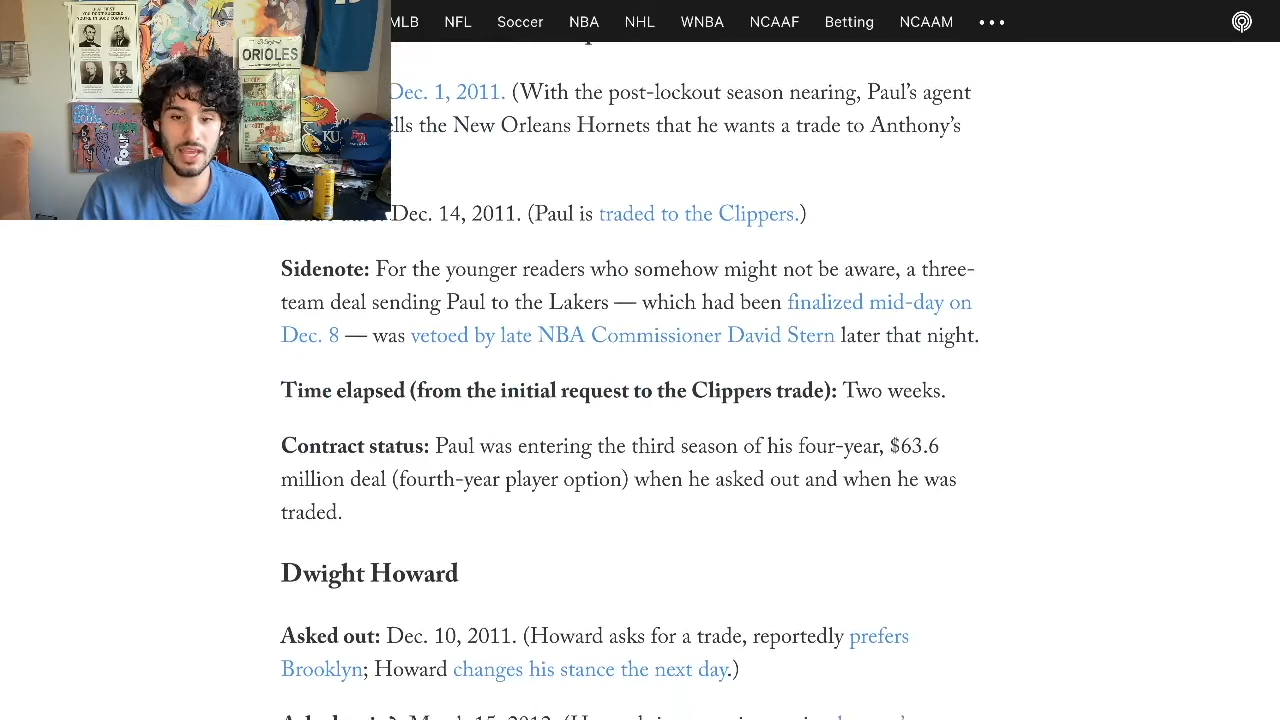 MLB NFL Soccer NBA NHL WNBA NCAAF Betting NCAAM
ORIOLES
KU
Dec. 1, 2011. (With the post-lockout season nearing, Paul's agent
ells the New Orleans Hornets that he wants a trade to Anthony's
Dec. 14, 2011. (Paul is traded to the Clippers.)
Sidenote: For the younger readers who somehow might not be aware, a three-
team deal sending Paul to the Lakers — which had been finalized mid-day on
Dec. 8 — was vetoed by late NBA Commissioner David Stern later that night.
Time elapsed (from the initial request to the Clippers trade): Two weeks.
Contract status: Paul was entering the third season of his four-year, $63.6
million deal (fourth-year player option) when he asked out and when he was
traded.
Dwight Howard
Asked out: Dec. 10, 2011. (Howard asks for a trade, reportedly prefers
Brooklyn; Howard changes his stance the next day.)